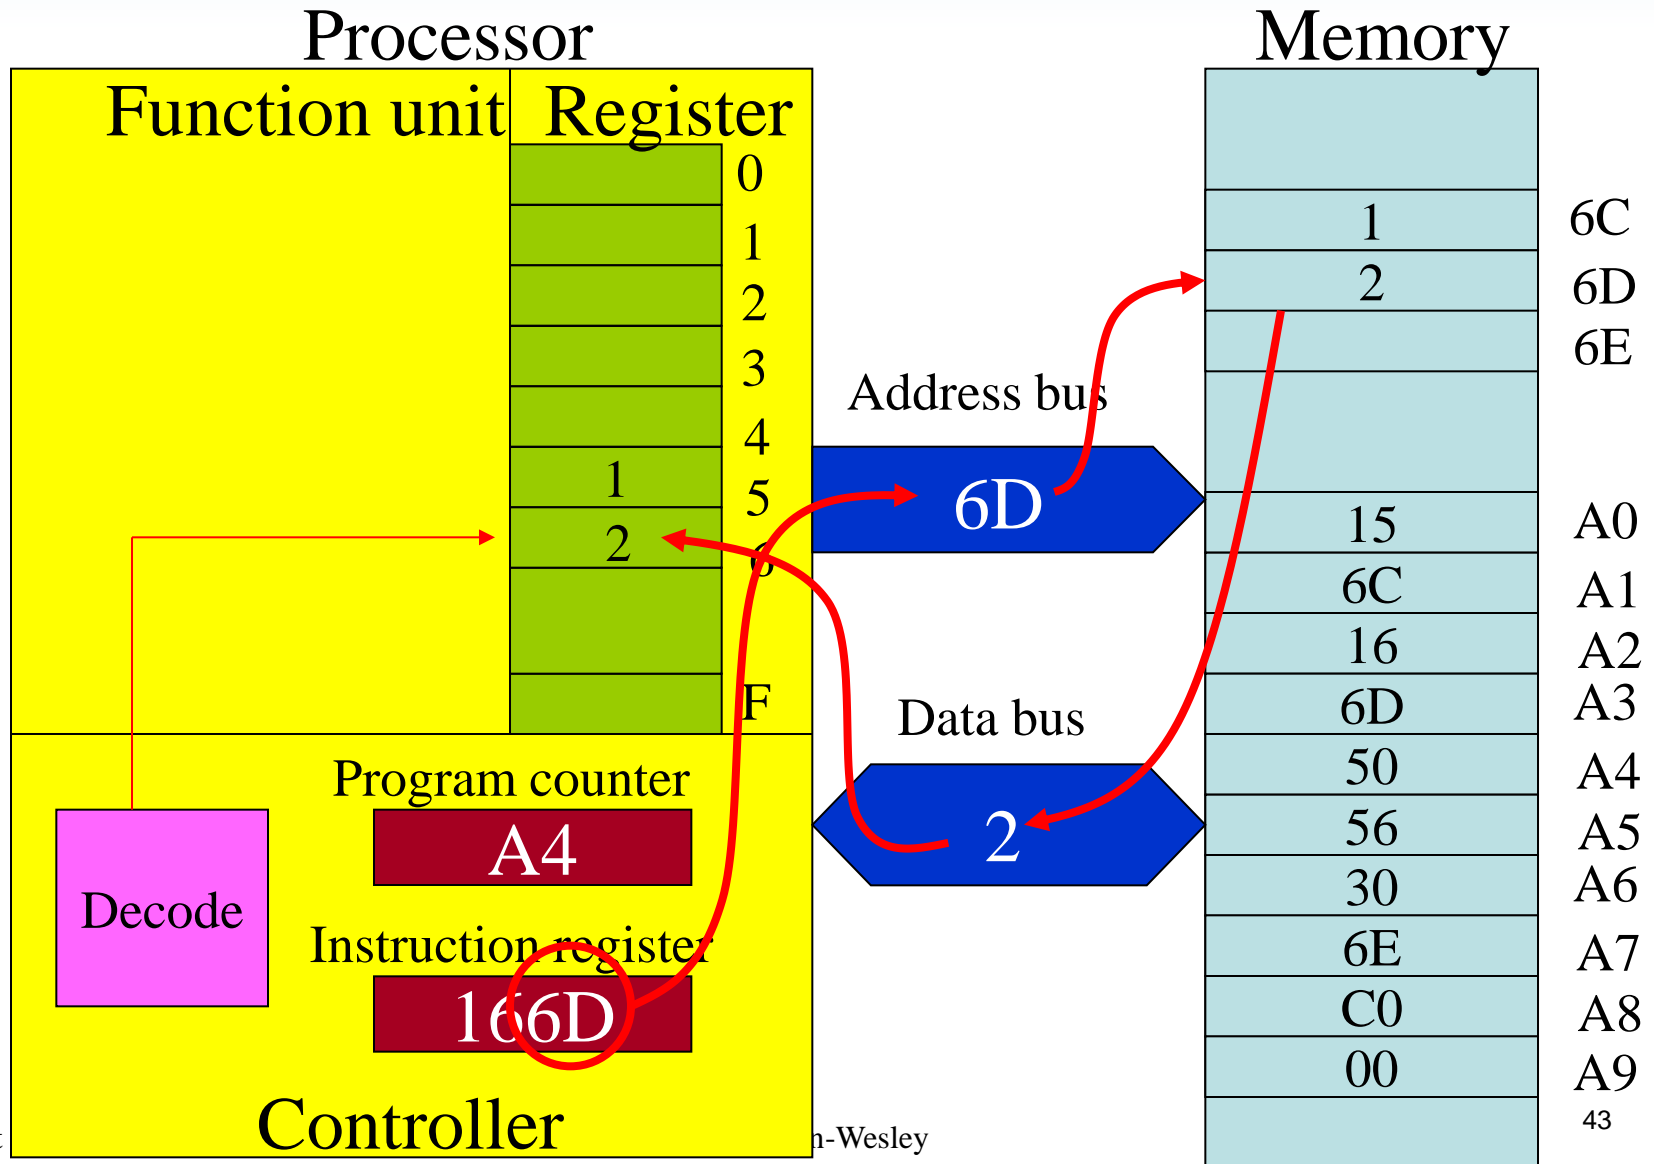 Processor
Memory
Function unit
Register
0
1
2
3
4
1
5
2
6
F
Address bus
6D
Data bus
2
Program counter
A4
Decode
Instruction register
166D
Controller
1 6C
2 6D
6E
15 A0
6C A1
16 A2
6D A3
50 A4
56 A5
30 A6
6E A7
C0 A8
00 A9
n-Wesley
43